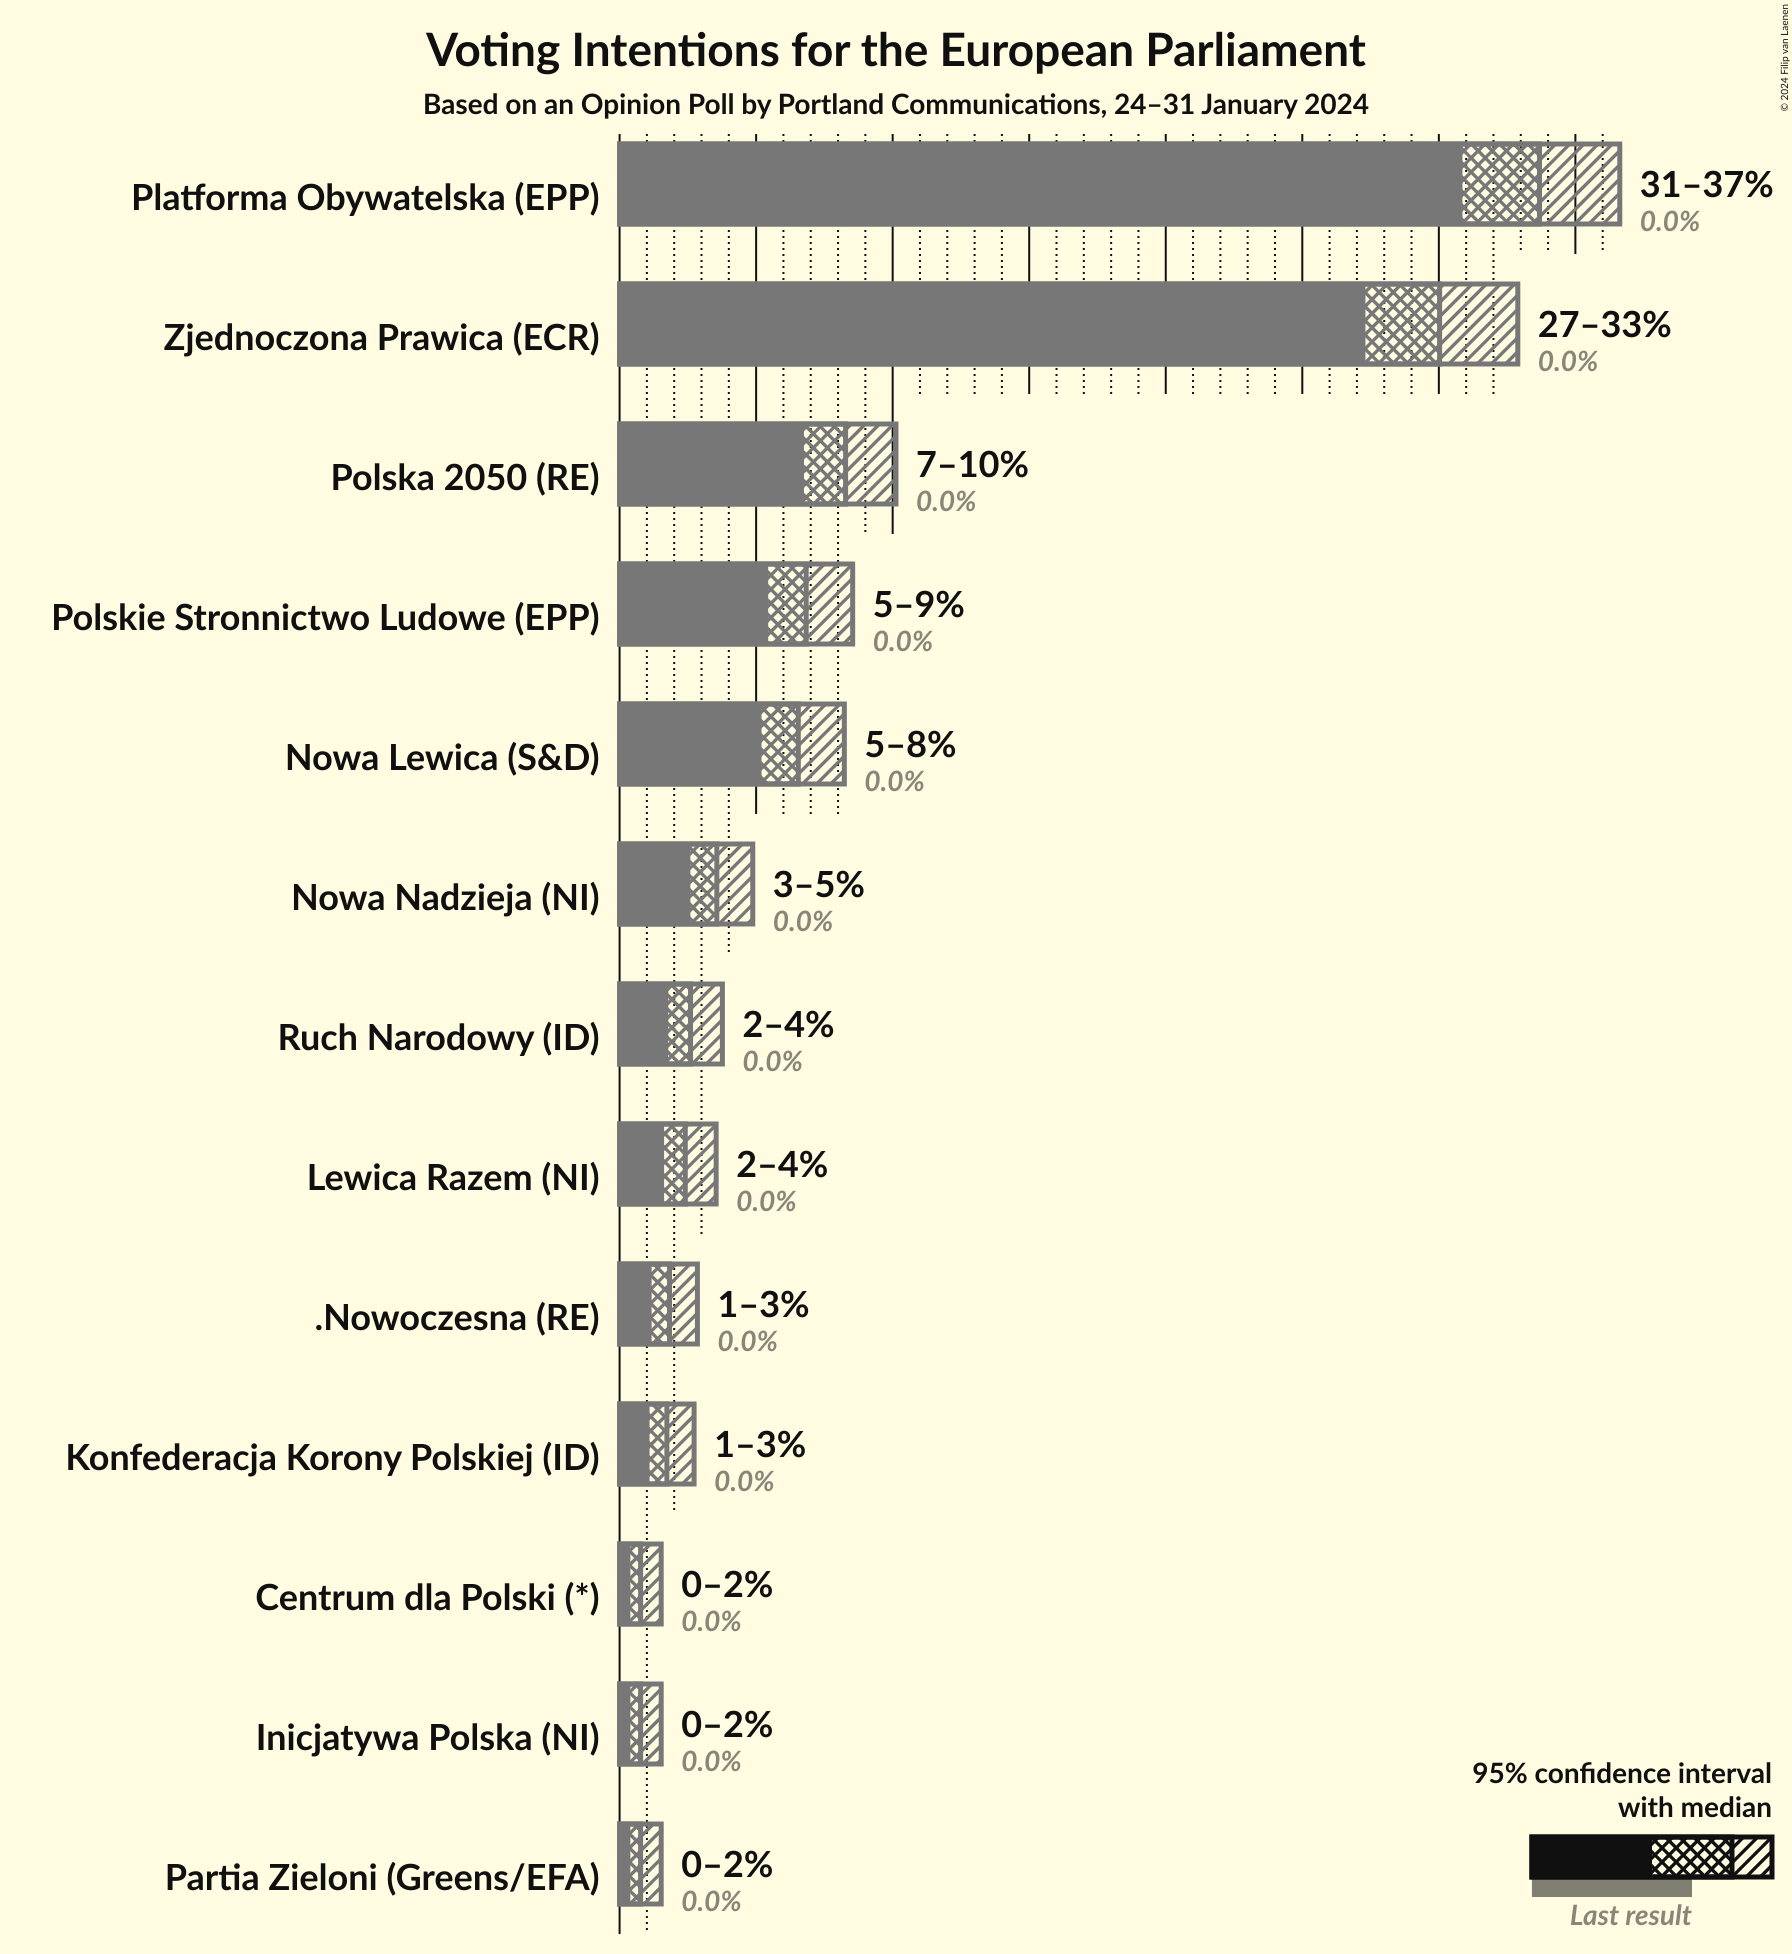 Voting Intentions for the European Parliament
Based on an Opinion Poll by Portland Communications, 24–31 January 2024
© 2024 Filip van Laenen
Platforma Obywatelska (EPP)
31–37%
0.0%
Zjednoczona Prawica (ECR)
27–33%
0.0%
Polska 2050 (RE)
7–10%
0.0%
Polskie Stronnictwo Ludowe (EPP)
5–9%
0.0%
Nowa Lewica (S&D)
5–8%
0.0%
Nowa Nadzieja (NI)
3–5%
0.0%
Ruch Narodowy (ID)
2–4%
0.0%
Lewica Razem (NI)
2–4%
0.0%
.Nowoczesna (RE)
1–3%
0.0%
Konfederacja Korony Polskiej (ID)
1–3%
0.0%
Centrum dla Polski (*)
0–2%
0.0%
Inicjatywa Polska (NI)
0–2%
0.0%
Partia Zieloni (Greens/EFA)
0–2%
0.0%
95% confidence interval
with median
Last result